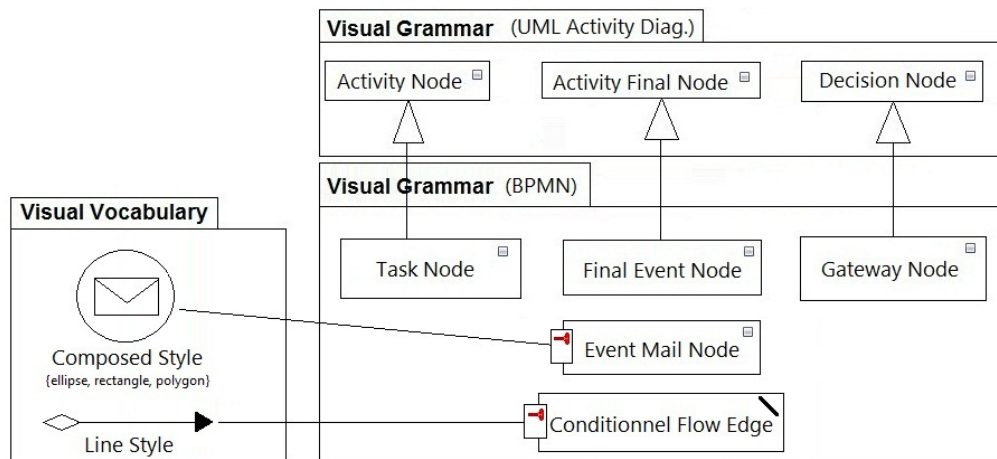 Visual Grammar (UML Activity Diag.)
Activity Node
Activity Final Node
Decision Node
Visual Grammar (BPMN)
Visual Vocabulary
Task Node
Final Event Node
Gateway Node
Composed Style
{ellipse, rectangle, polygon}
Event Mail Node
Line Style
Conditionnel Flow Edge